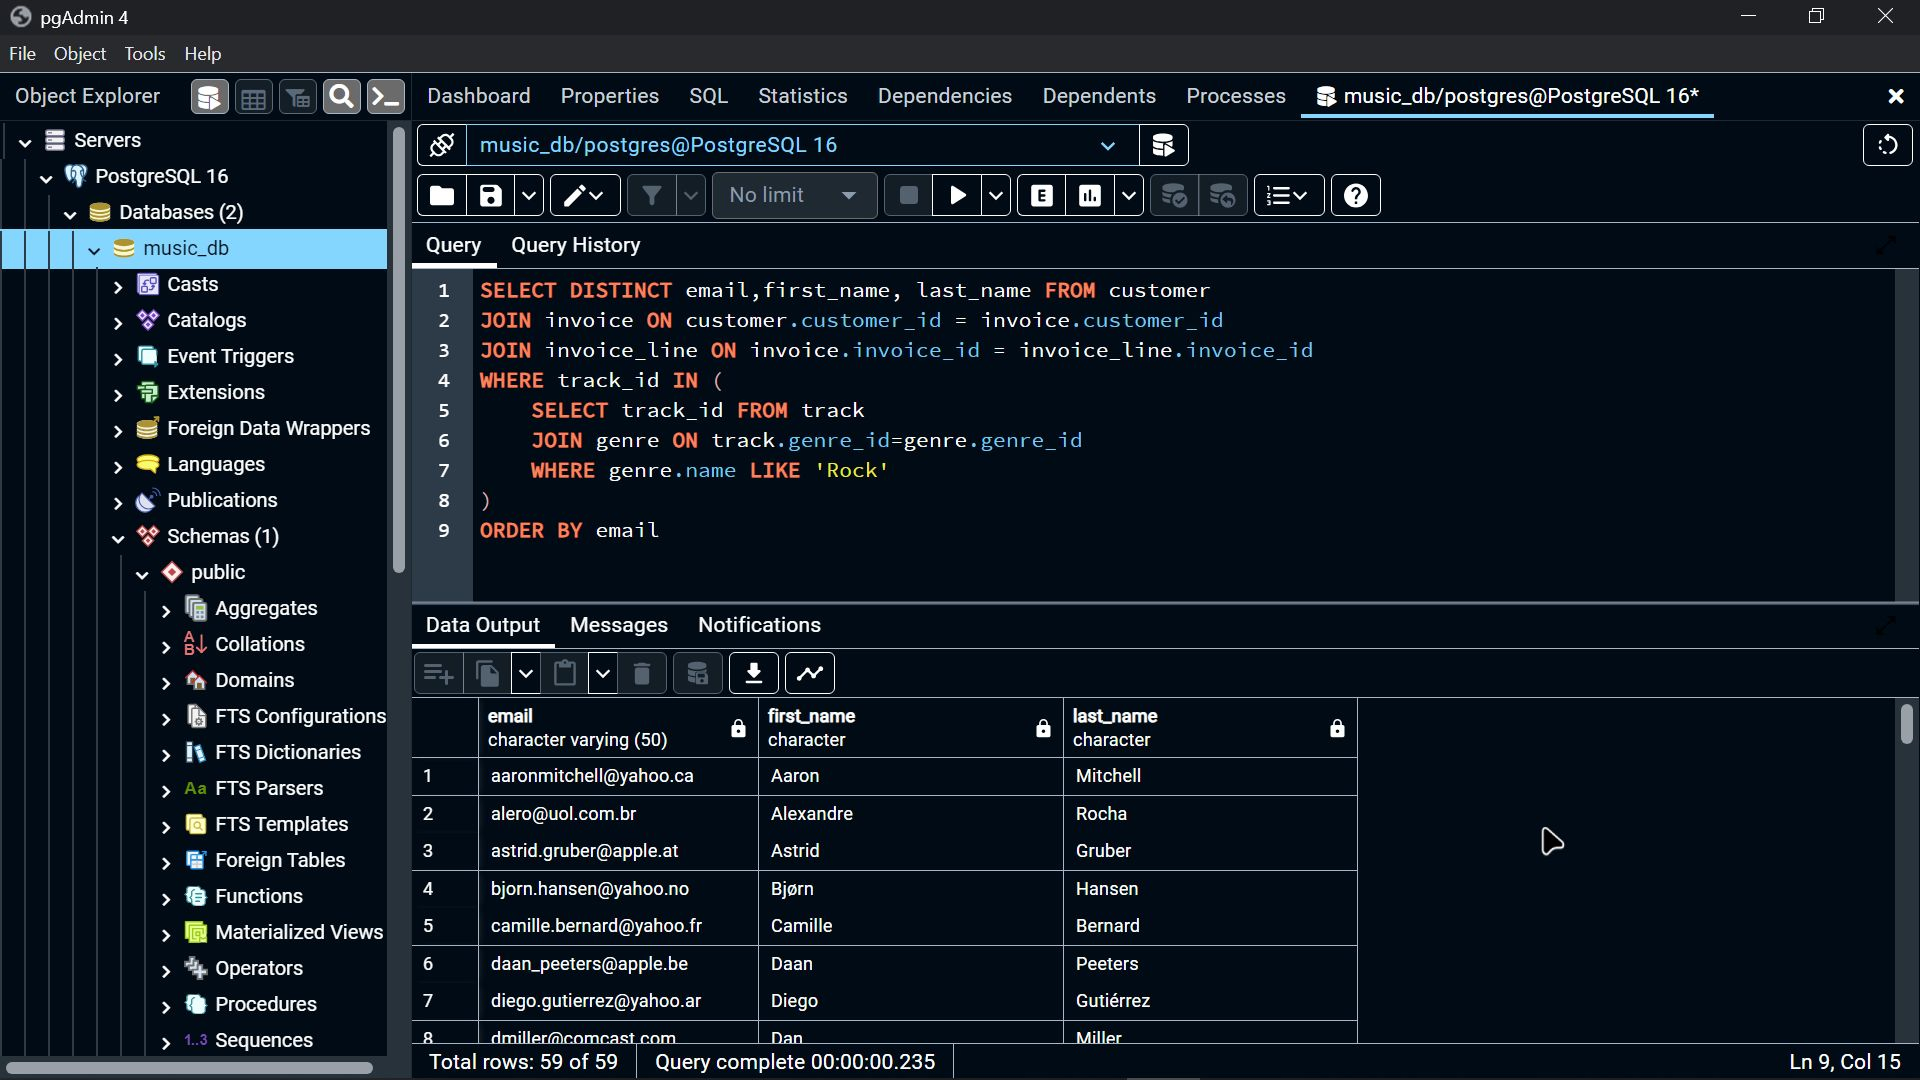 pgAdmin 4
File Object Tools Help
Object Explorer
Dashboard Properties SQL Statistics Dependencies Dependents Processes music_db/postgres@PostgreSQL 16*
Servers
PostgreSQL 16
Databases (2)
music_db
Casts
Catalogs
Event Triggers
Extensions
Foreign Data Wrappers
Languages
Publications
Schemas (1)
public
Aggregates
Collations
Domains
FTS Configurations
FTS Dictionaries
Aa FTS Parsers
FTS Templates
Foreign Tables
Functions
Materialized Views
Operators
Procedures
1..3 Sequences
music_db/postgres@PostgreSQL 16
No limit
E
Query Query History
1 SELECT DISTINCT email,first_name, last_name FROM customer
2 JOIN invoice ON customer.customer_id = invoice.customer_id
3 JOIN invoice_line ON invoice.invoice_id = invoice_line.invoice_id
4 WHERE track_id IN (
5 SELECT track_id FROM track
6 JOIN genre ON track.genre_id=genre.genre_id
7 WHERE genre.name LIKE 'Rock'
8 )
9 ORDER BY email
Data Output Messages Notifications
email first_name last_name
character varying (50) character character
1 aaronmitchell@yahoo.ca Aaron Mitchell
2 alero@uol.com.br Alexandre Rocha
3 astrid.gruber@apple.at Astrid Gruber
4 bjorn.hansen@yahoo.no Bjørn Hansen
5 camille.bernard@yahoo.fr Camille Bernard
6 daan_peeters@apple.be Daan Peeters
7 diego.gutierrez@yahoo.ar Diego Gutiérrez
8 dmiller@comcast.com Dan Miller
Total rows: 59 of 59 Query complete 00:00:00.235 Ln 9, Col 15